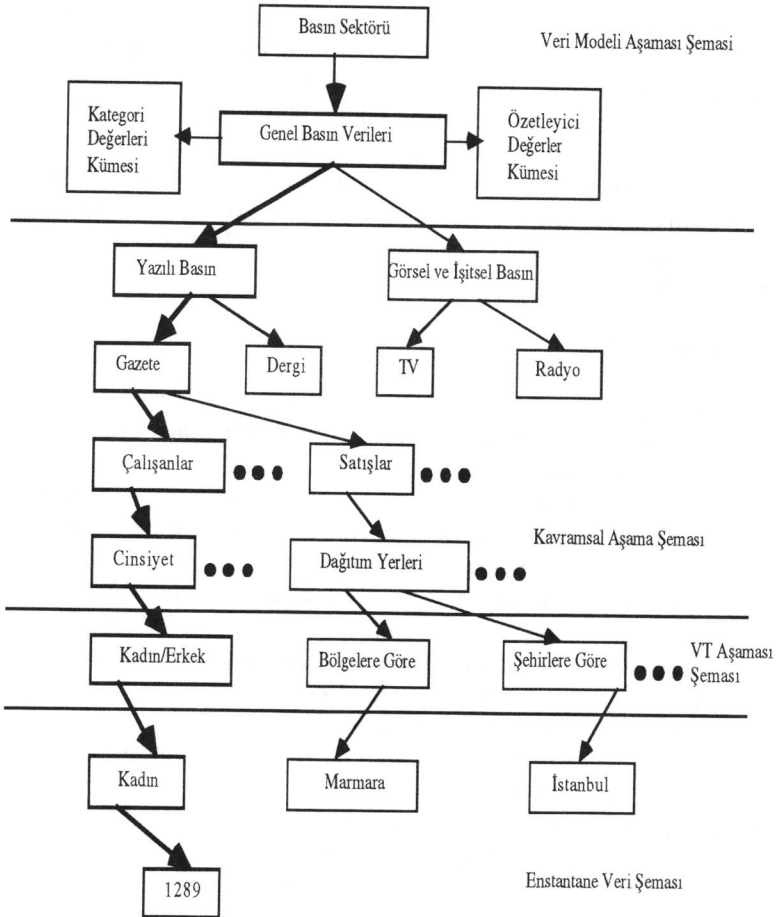 Basın Sektörü
Veri Modeli Aşaması Şemasi
Kategori
Değerleri
Kümesi
Genel Basın Verileri
Özetleyici
Değerler
Kümesi
Yazılı Basın
Görsel ve İşitsel Basın
Gazete
Dergi
TV
Radyo
Çalışanlar
Satışlar
Kavramsal Aşama Şeması
Cinsiyet
Dağıtım Yerleri
Kadın/Erkek
Bölgelere Göre
Şehirlere Göre
VT Aşaması
Şeması
Kadın
Marmara
İstanbul
1289
Enstantane Veri Şeması